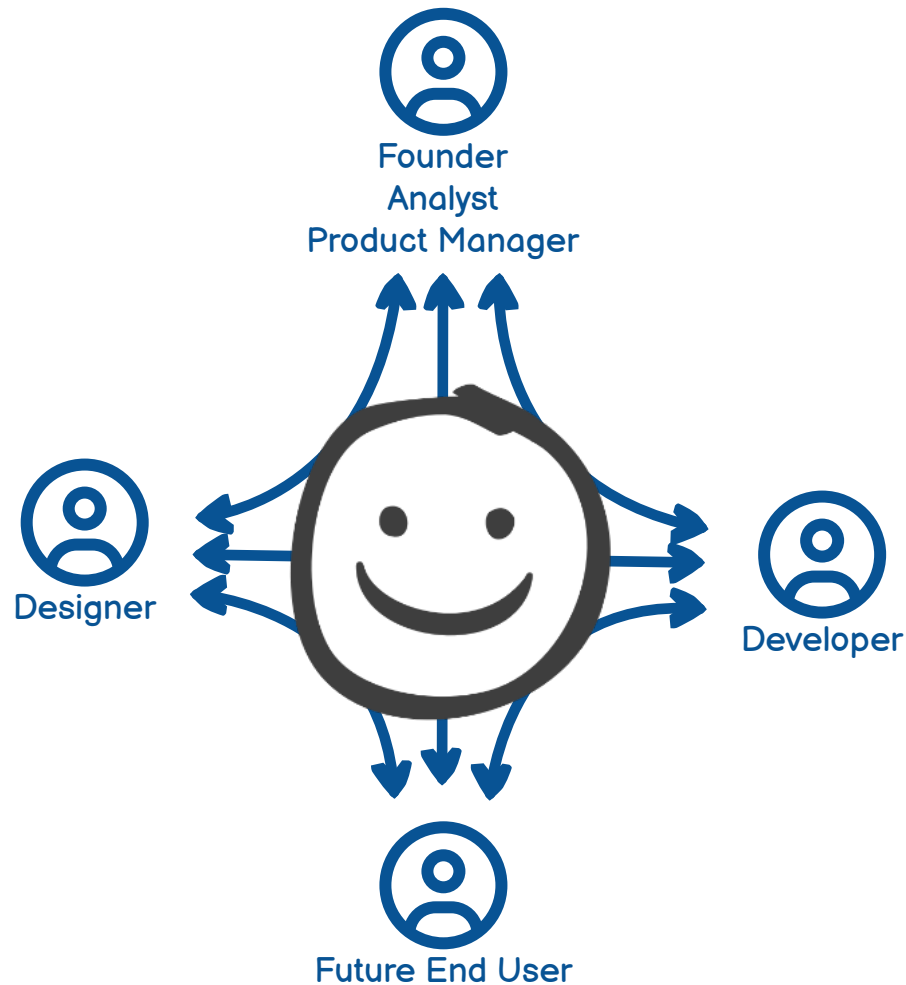 Founder
Analyst
Product Manager
Designer
Developer
Future End User